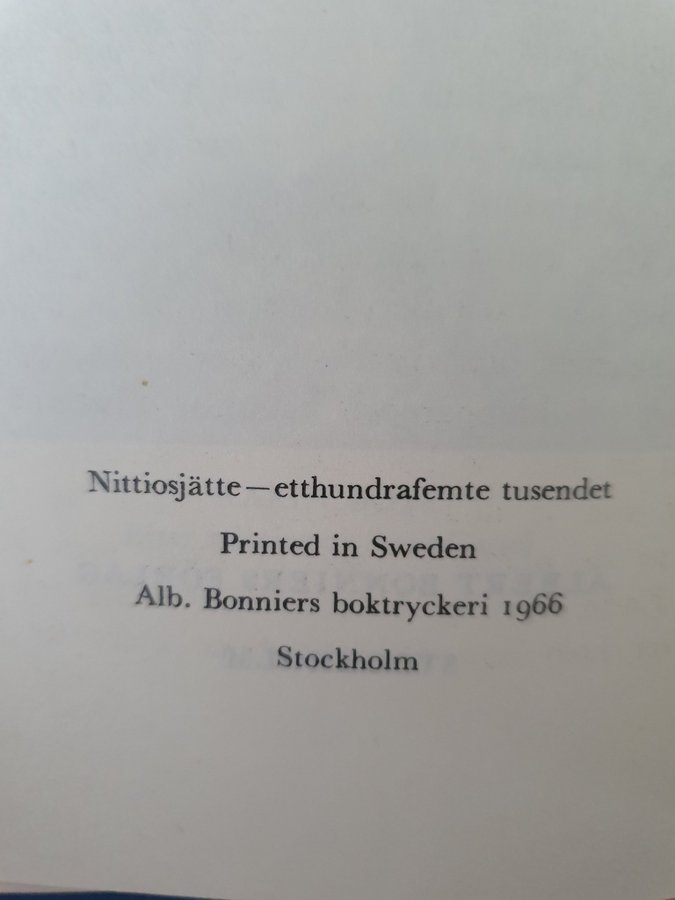 Nittiosjätte—etthundrafemte tusendet
Printed in Sweden
Alb. Bonniers boktryckeri 1966
Stockholm